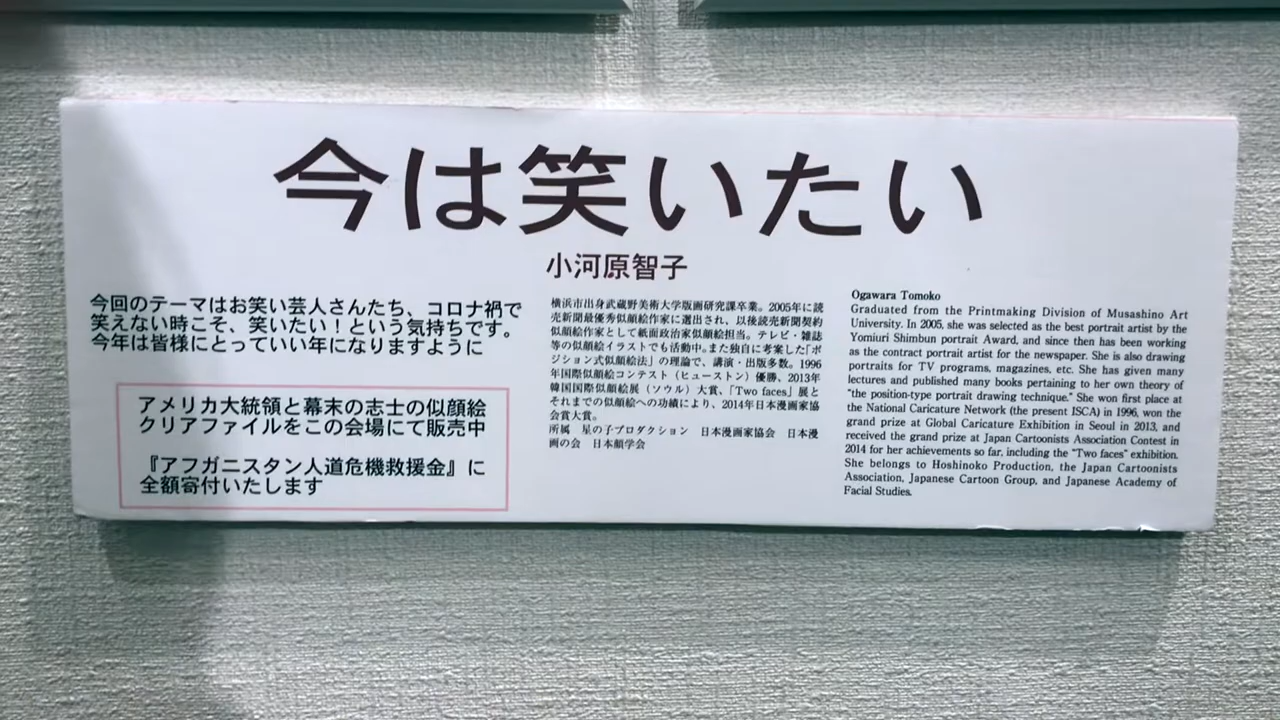 今は笑いたい
小河原智子
今回のテーマはお笑い芸人さんたち、コロナ禍で
笑えない時こそ、笑いたい！という気持ちです。
今年は皆様にとっていい年になりますように
アメリカ大統領と幕末の志士の似顔絵
クリアファイルをこの会場にて販売中
『アフガニスタン人道危機救援金』に
全額寄付いたします
横浜市出身武蔵野美術大学版画研究課卒業。2005年に読
売新聞最優秀似顔絵作家に選出され、以後読売新聞契約
似顔絵作家として紙面政治家似顔絵担当。テレビ・雑誌
等の似顔絵イラストでも活動中。また独自に考案した「ポ
ジション式似顔絵法」の理論で、講演・出版多数。1996
年国際似顔絵コンテスト（ヒューストン）優勝、2013年
韓国国際似顔絵展（ソウル）大賞、「Two faces」展と
それまでの似顔絵への功績により、2014年日本漫画家協
会賞大賞。
所属　星の子プロダクション　日本漫画家協会　日本漫
画の会　日本顔学会
Ogawara Tomoko
Graduated from the Printmaking Division of Musashino Art
University. In 2005, she was selected as the best portrait artist by the
Yomiuri Shimbun portrait Award, and since then has been working
as the contract portrait artist for the newspaper. She is also drawing
portraits for TV programs, magazines, etc. She has given many
lectures and published many books pertaining to her own theory of
"the position-type portrait drawing technique." She won first place at
the National Caricature Network (the present ISCA) in 1996, won the
grand prize at Global Caricature Exhibition in Seoul in 2013, and
received the grand prize at Japan Cartoonists Association Contest in
2014 for her achievements so far, including the "Two faces" exhibition.
She belongs to Hoshinoko Production, the Japan Cartoonists
Association, Japanese Cartoon Group, and Japanese Academy of
Facial Studies.